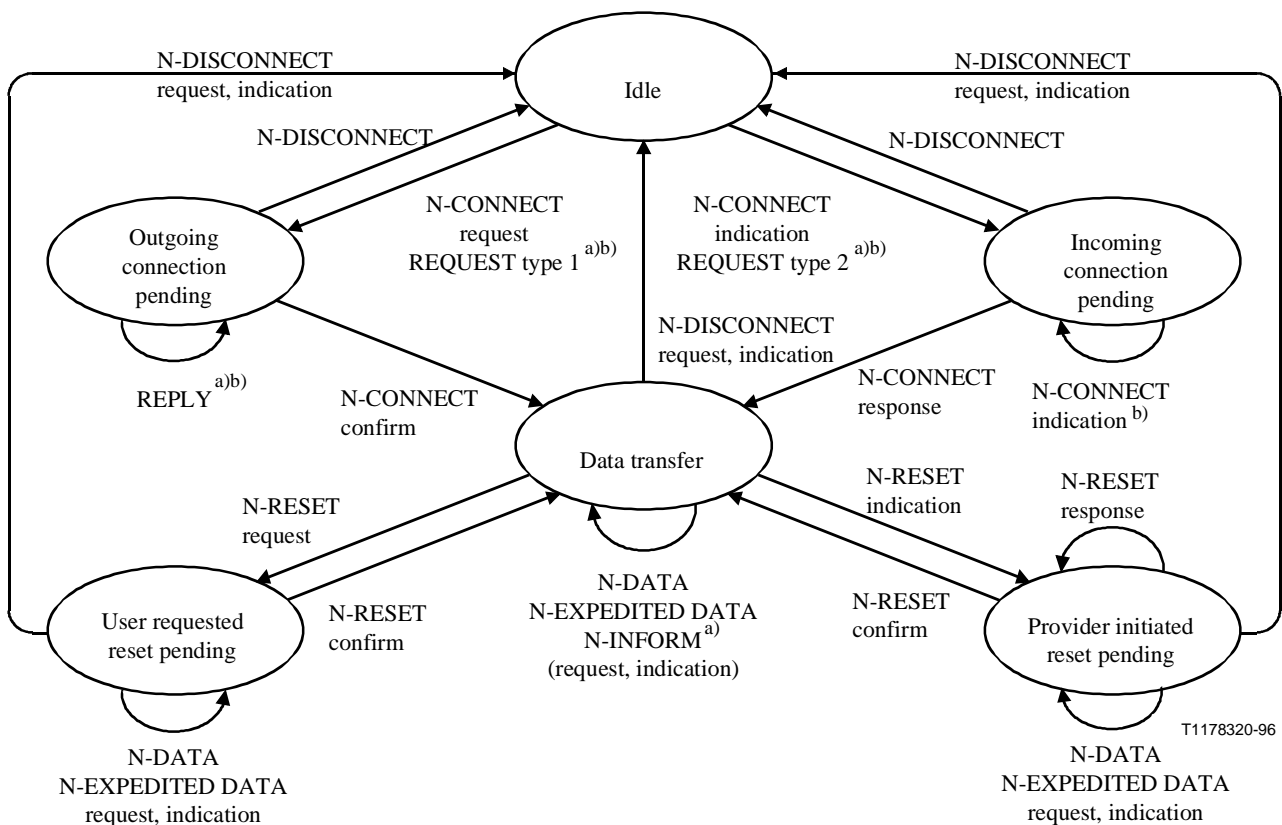 N-DISCONNECT
request, indication
Idle
N-DISCONNECT
request, indication
N-DISCONNECT
N-DISCONNECT
N-CONNECT
request
REQUEST type 1 a)b)
N-CONNECT
indication
REQUEST type 2 a)b)
Outgoing
connection
pending
Incoming
connection
pending
N-DISCONNECT
request, indication
REPLY a)b)
N-CONNECT
confirm
N-CONNECT
response
N-CONNECT
indication b)
Data transfer
N-RESET
request
N-RESET
indication
N-RESET
response
N-DATA
N-EXPEDITED DATA
N-INFORM a)
(request, indication)
N-RESET
confirm
N-RESET
confirm
User requested
reset pending
Provider initiated
reset pending
T1178320-96
N-DATA
N-EXPEDITED DATA
request, indication
N-DATA
N-EXPEDITED DATA
request, indication